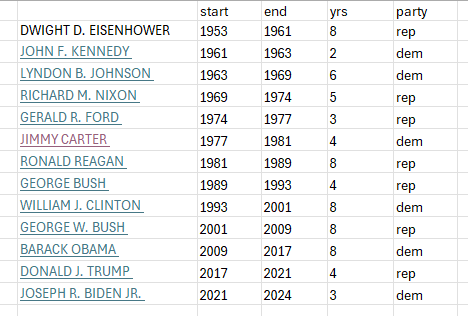 start end yrs party
DWIGHT D. EISENHOWER 1953 1961 8 rep
JOHN F. KENNEDY 1961 1963 2 dem
LYNDON B. JOHNSON 1963 1969 6 dem
RICHARD M. NIXON 1969 1974 5 rep
GERALD R. FORD 1974 1977 3 rep
JIMMY CARTER 1977 1981 4 dem
RONALD REAGAN 1981 1989 8 rep
GEORGE BUSH 1989 1993 4 rep
WILLIAM J. CLINTON 1993 2001 8 dem
GEORGE W. BUSH 2001 2009 8 rep
BARACK OBAMA 2009 2017 8 dem
DONALD J. TRUMP 2017 2021 4 rep
JOSEPH R. BIDEN JR. 2021 2024 3 dem